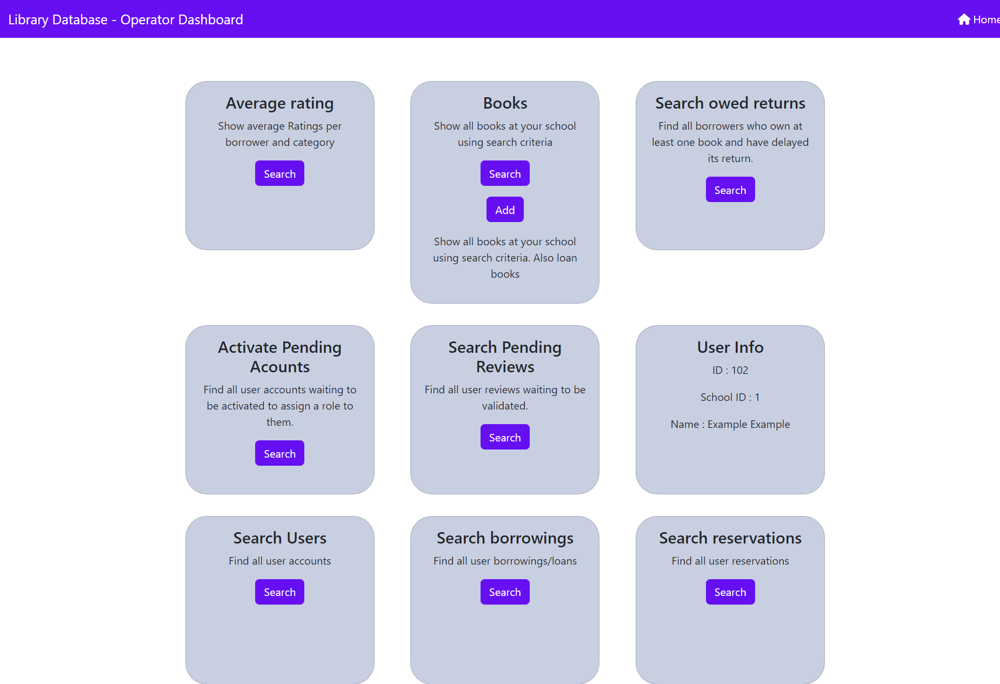 Library Database - Operator Dashboard
Home
Average rating
Show average Ratings per
borrower and category
Search
Books
Show all books at your school
using search criteria
Search
Add
Show all books at your school
using search criteria. Also loan
books
Search owed returns
Find all borrowers who own at
least one book and have delayed
its return.
Search
Activate Pending
Acounts
Find all user accounts waiting to
be activated to assign a role to
them.
Search
Search Pending
Reviews
Find all user reviews waiting to be
validated.
Search
User Info
ID : 102
School ID : 1
Name : Example Example
Search Users
Find all user accounts
Search
Search borrowings
Find all user borrowings/loans
Search
Search reservations
Find all user reservations
Search